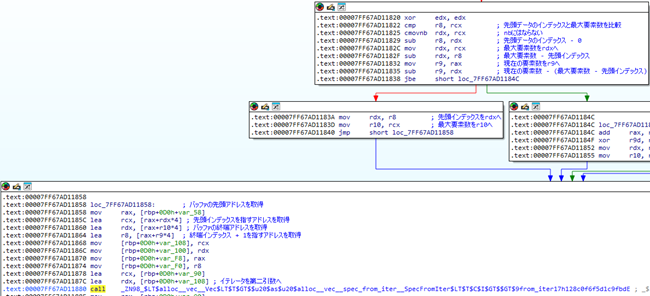 .text:00007FF67AD11820 xor edx, edx
.text:00007FF67AD11822 cmp r8, rcx ; 先頭データのインデックスと最大要素数を比較
.text:00007FF67AD11825 cmovnb rdx, rcx ; nbにはならない
.text:00007FF67AD11829 sub r8, rdx ; 先頭データのインデックス - 0
.text:00007FF67AD1182C mov rdx, rcx ; 最大要素数をrdxへ
.text:00007FF67AD1182F sub rdx, r8 ; 最大要素数 - 先頭インデックス
.text:00007FF67AD11832 mov r9, rax ; 現在の要素数をr9へ
.text:00007FF67AD11835 sub r9, rdx ; 現在の要素数 - (最大要素数 - 先頭インデックス)
.text:00007FF67AD11838 jbe short loc_7FF67AD1184C
.text:00007FF67AD1183A mov rdx, r8 ; 先頭インデックスをrdxへ
.text:00007FF67AD1183D mov r10, rcx ; 最大要素数をr10へ
.text:00007FF67AD11840 jmp short loc_7FF67AD11858
.text:00007FF67AD1184C
.text:00007FF67AD1184C loc_7FF67AD1184C
.text:00007FF67AD1184C add rax,
.text:00007FF67AD1184F xor r9d,
.text:00007FF67AD11852 mov rdx,
.text:00007FF67AD11855 mov r10,
.text:00007FF67AD11858
.text:00007FF67AD11858 loc_7FF67AD11858: ; バッファの先頭アドレスを取得
.text:00007FF67AD11858 mov rax, [rbp+0D0h+var_58]
.text:00007FF67AD1185C lea rcx, [rax+rdx*4] ; 先頭インデックスを指すアドレスを取得
.text:00007FF67AD11860 lea rdx, [rax+r10*4] ; バッファの終端アドレスを取得
.text:00007FF67AD11864 lea r8, [rax+r9*4] ; 終端インデックス + 1を指すアドレスを取得
.text:00007FF67AD11868 mov [rbp+0D0h+var_108], rcx
.text:00007FF67AD1186C mov [rbp+0D0h+var_100], rdx
.text:00007FF67AD11870 mov [rbp+0D0h+var_F8], rax
.text:00007FF67AD11874 mov [rbp+0D0h+var_F0], r8
.text:00007FF67AD11878 lea rcx, [rbp+0D0h+var_90]
.text:00007FF67AD1187C lea rdx, [rbp+0D0h+var_108] ; イテレータを第二引数へ
.text:00007FF67AD11880 call _ZN98_$LT$alloc__vec__Vec$LT$T$GT$$u20$as$u20$alloc__vec__spec_from_iter__SpecFromIter$LT$T$C$I$GT$$GT$9from_iter17h128c0f6f5d1c9fbdE ; _$